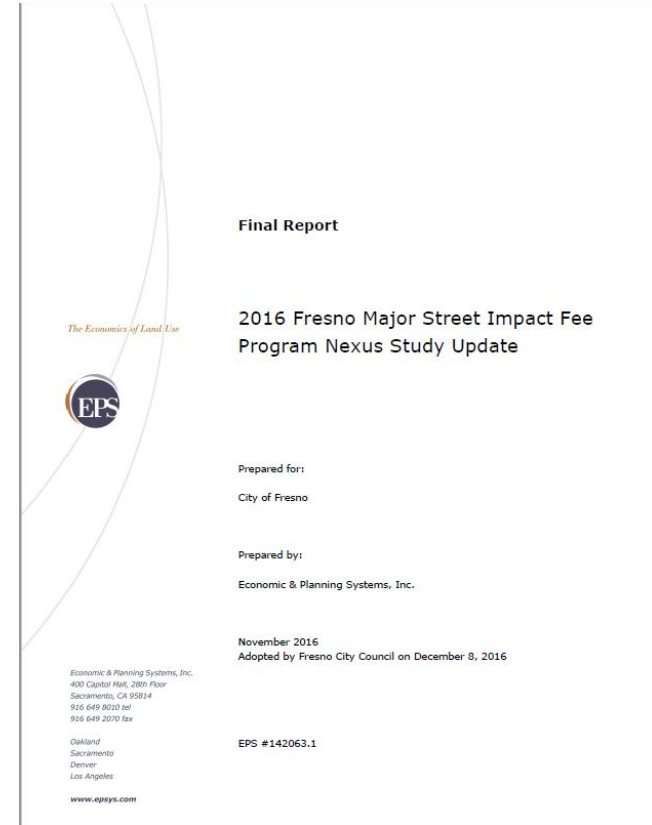 Final Report
The Economics of Land Use
2016 Fresno Major Street Impact Fee
Program Nexus Study Update
EPS
Prepared for:
City of Fresno
Prepared by:
Economic & Planning Systems, Inc.
November 2016
Adopted by Fresno City Council on December 8, 2016
Economic & Planning Systems, Inc.
400 Capitol Mall, 28th Floor
Sacramento, CA 95814
916 649 8010 tel
916 649 2070 fax
Oakland
Sacramento
Denver
Los Angeles
www.epsys.com
EPS #142063.1